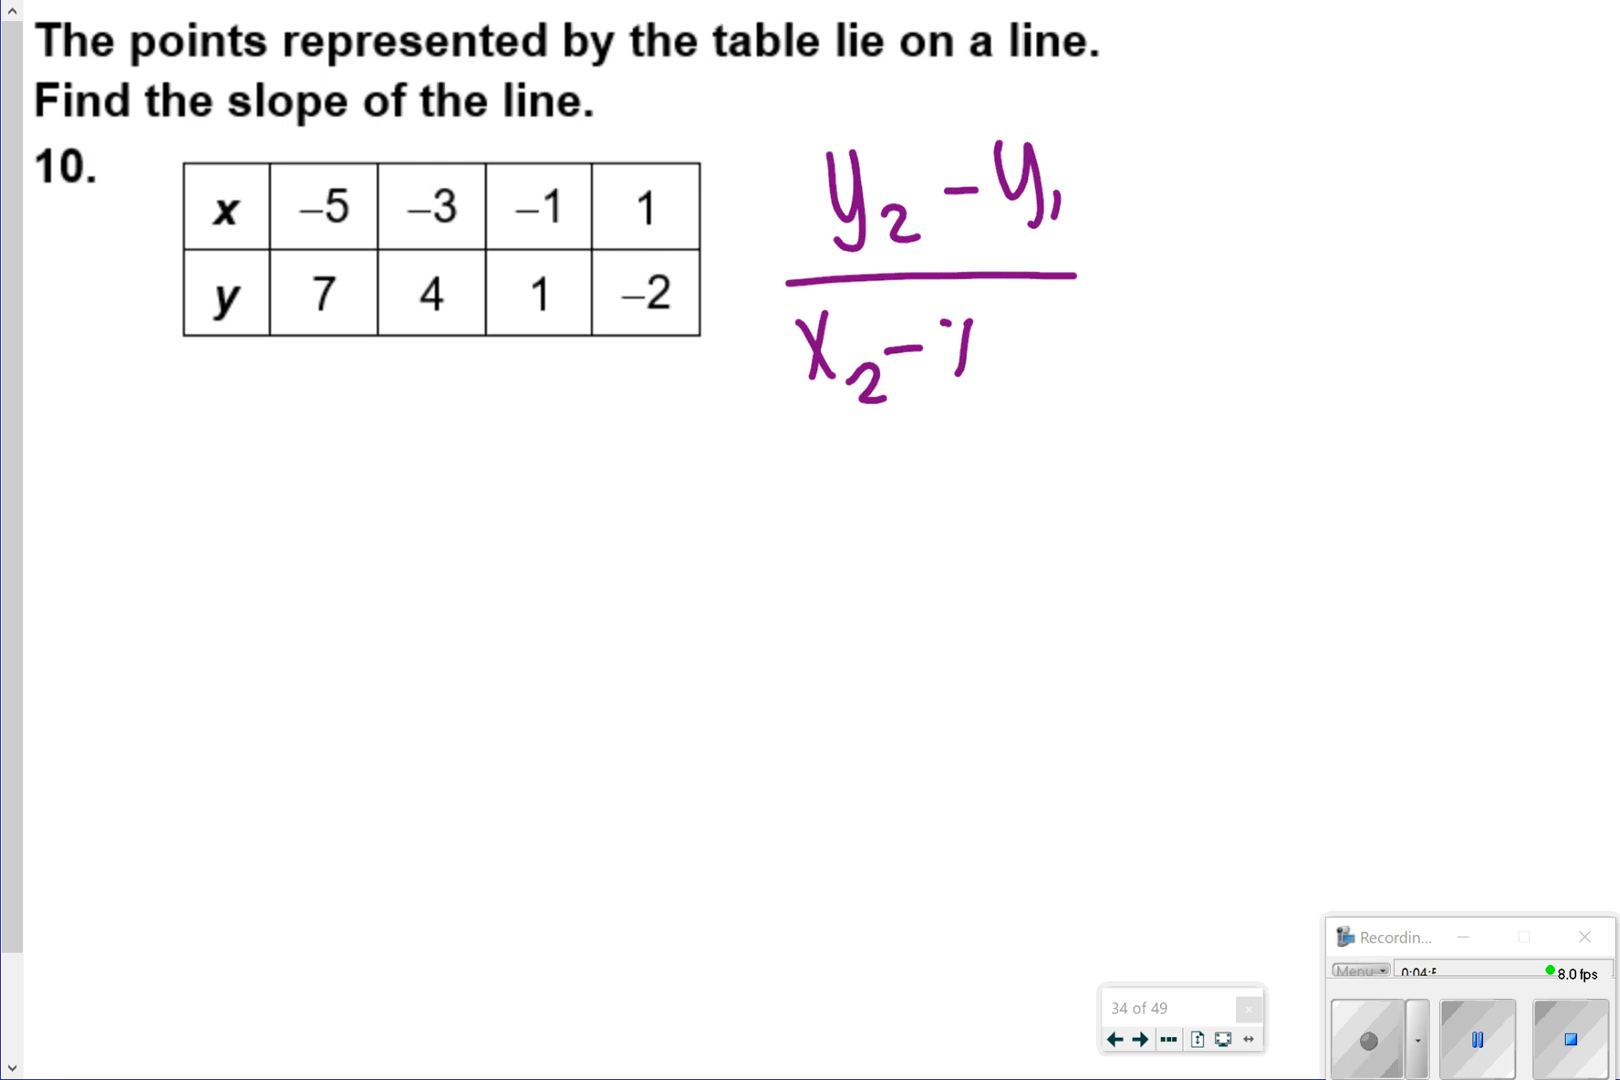 The points represented by the table lie on a line.
Find the slope of the line.
10.
x –5 –3 –1 1
y 7 4 1 –2
y₂ – y₁
x₂ –
Recordin...
Menu
8.0 fps
34 of 49